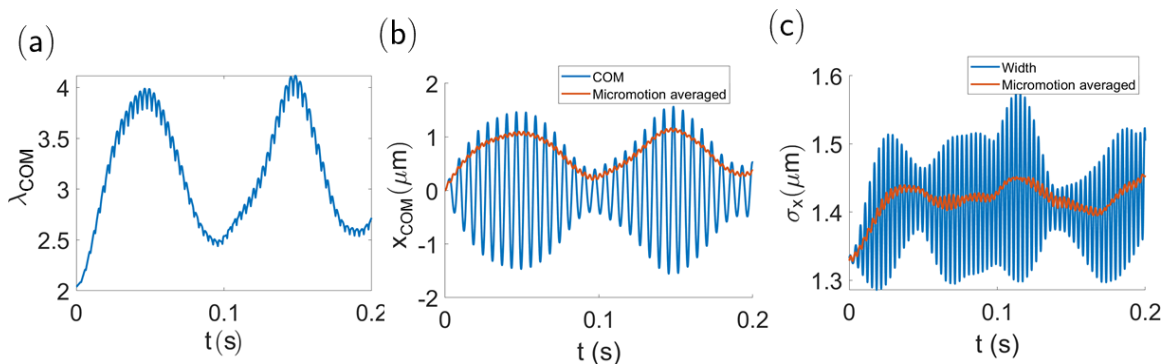 (a)
λCOM
4
3.5
3
2.5
2
0
0.1
0.2
t (s)
(b)
COM
Micromotion averaged
xCOM(μm)
2
1
0
-1
-2
0
0.1
0.2
t (s)
(c)
Width
Micromotion averaged
σx(μm)
1.6
1.5
1.4
1.3
0
0.1
0.2
t (s)